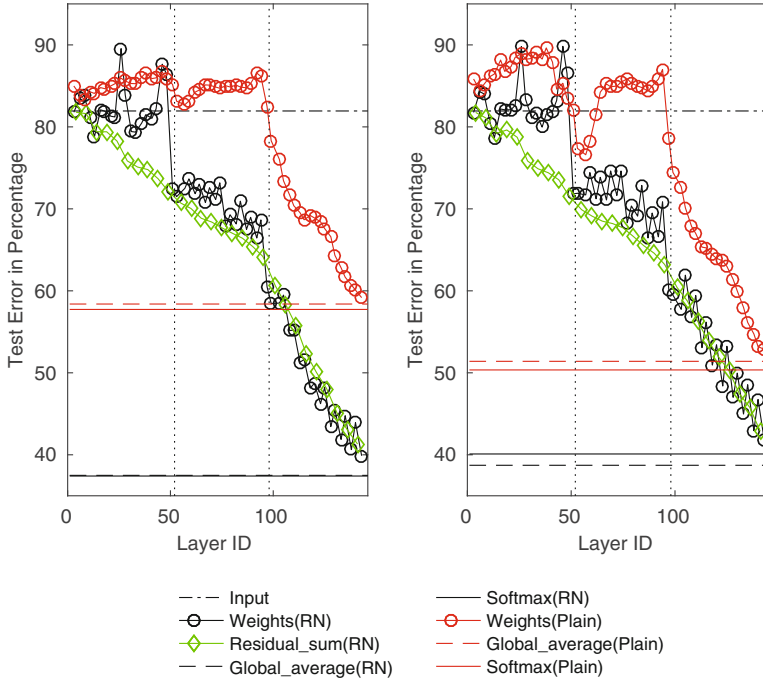 90
80
70
60
50
40
0
50
100
Test Error in Percentage
Layer ID
90
80
70
60
50
40
0
50
100
Test Error in Percentage
Layer ID
Input
Weights(RN)
Residual_sum(RN)
Global_average(RN)
Softmax(RN)
Weights(Plain)
Global_average(Plain)
Softmax(Plain)